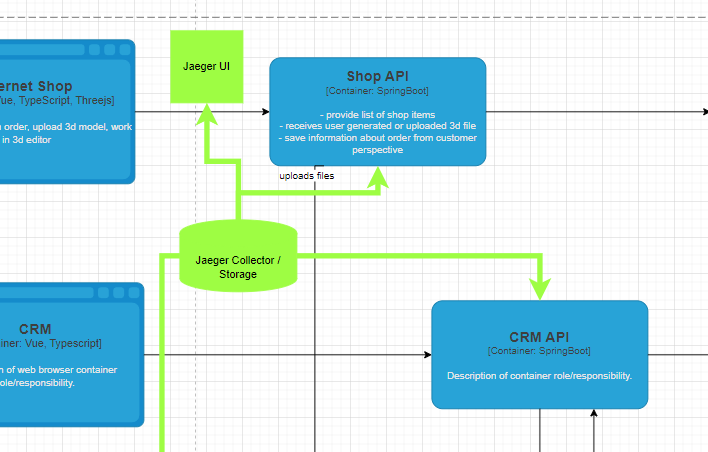 Jaeger UI
Shop API
[Container: SpringBoot]
- provide list of shop items
- receives user generated or uploaded 3d file
- save information about order from customer
perspective
ernet Shop
Vue, TypeScript, Threejs]
order, upload 3d model, work
in 3d editor
uploads files
Jaeger Collector /
Storage
CRM
iner: Vue, Typescript]
of web browser container
role/responsibility.
CRM API
[Container: SpringBoot]
Description of container role/responsibility.